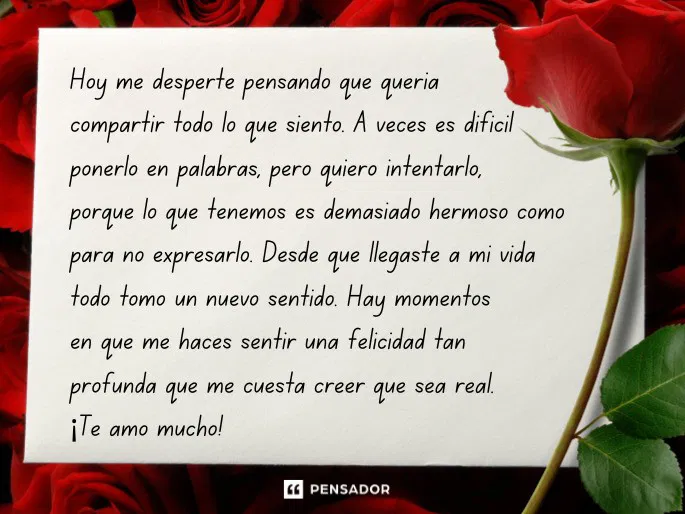 Hoy me desperte pensando que queria
compartir todo lo que siento. A veces es dificil
ponerlo en palabras, pero quiero intentarlo,
porque lo que tenemos es demasiado hermoso como
para no expresarlo. Desde que llegaste a mi vida
todo tomo un nuevo sentido. Hay momentos
en que me haces sentir una felicidad tan
profunda que me cuesta creer que sea real.
¡Te amo mucho!
PENSADOR